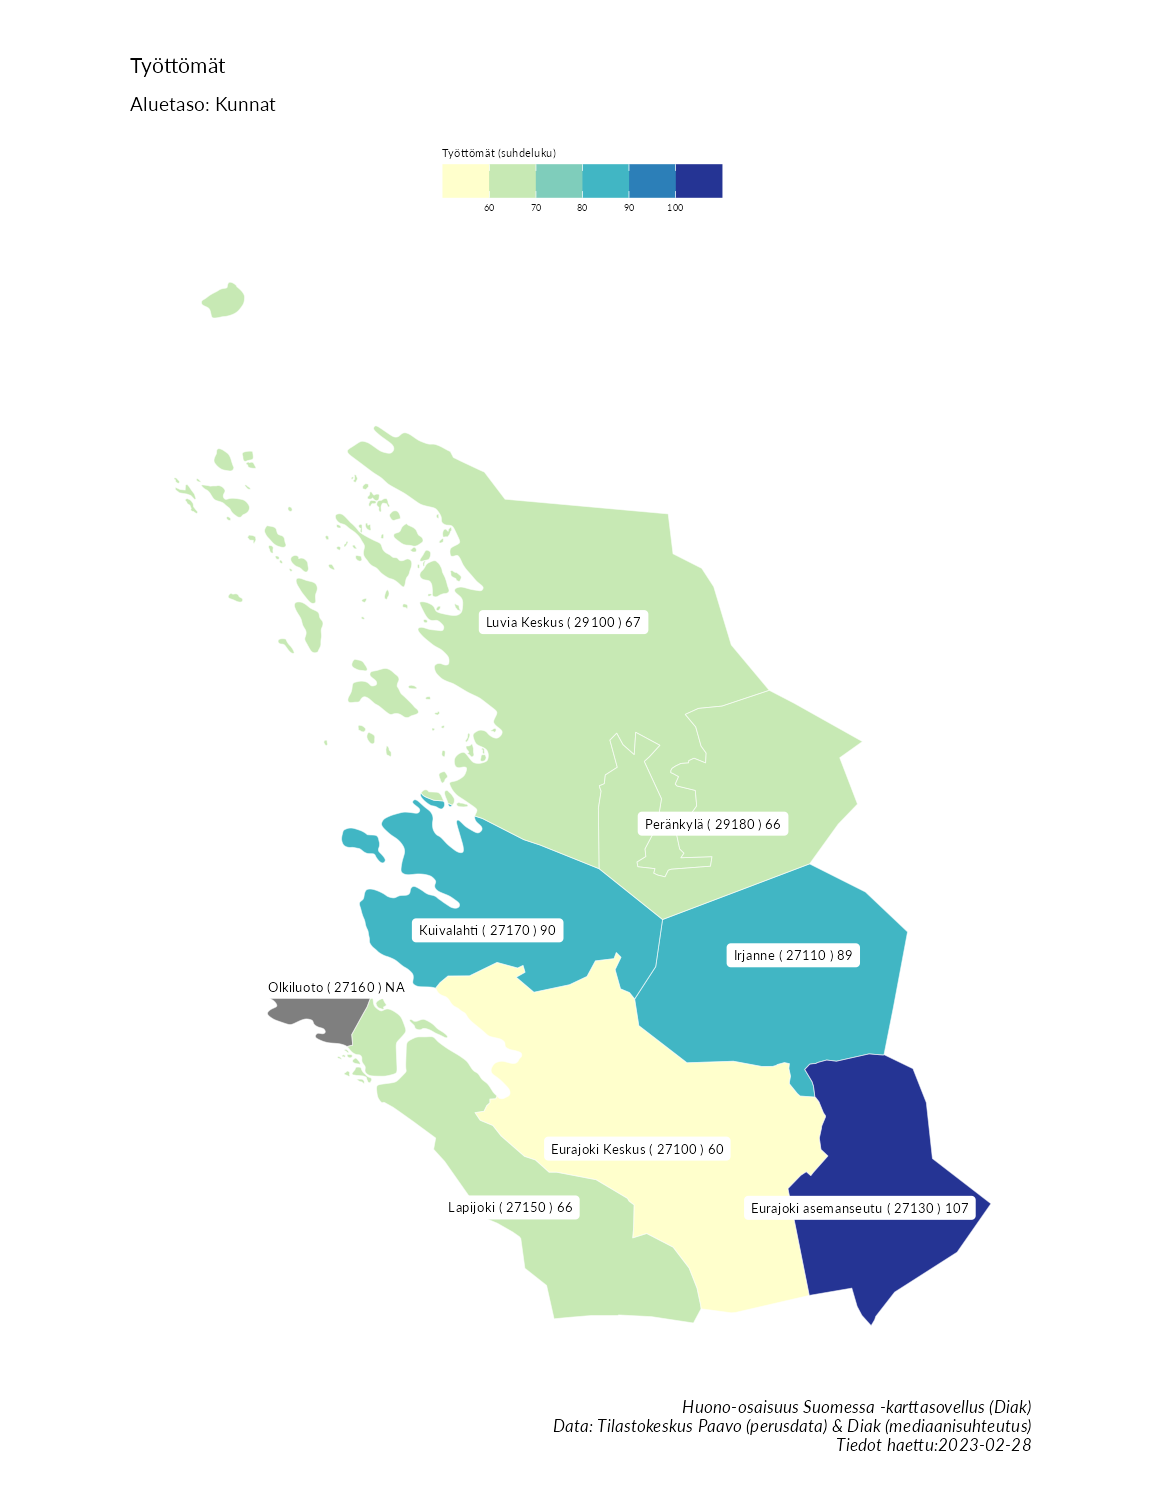 Työttömät
Aluetaso: Kunnat
Työttömät (suhdeluku)
60 70 80 90 100
Luvia Keskus ( 29100 ) 67
Peränkylä ( 29180 ) 66
Kuivalahti ( 27170 ) 90
Irjanne ( 27110 ) 89
Olkiluoto ( 27160 ) NA
Eurajoki Keskus ( 27100 ) 60
Lapijoki ( 27150 ) 66
Eurajoki asemanseutu ( 27130 ) 107
Huono-osaisuus Suomessa -karttasovellus (Diak)
Data: Tilastokeskus Paavo (perusdata) & Diak (mediaanisuhteutus)
Tiedot haettu:2023-02-28